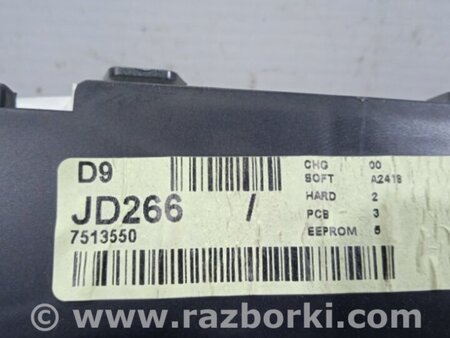 D9
CHG 00
SOFT A2418
JD266 /
HARD 2
PCB 3
7513550
EEPROM 6
www.razborki.com